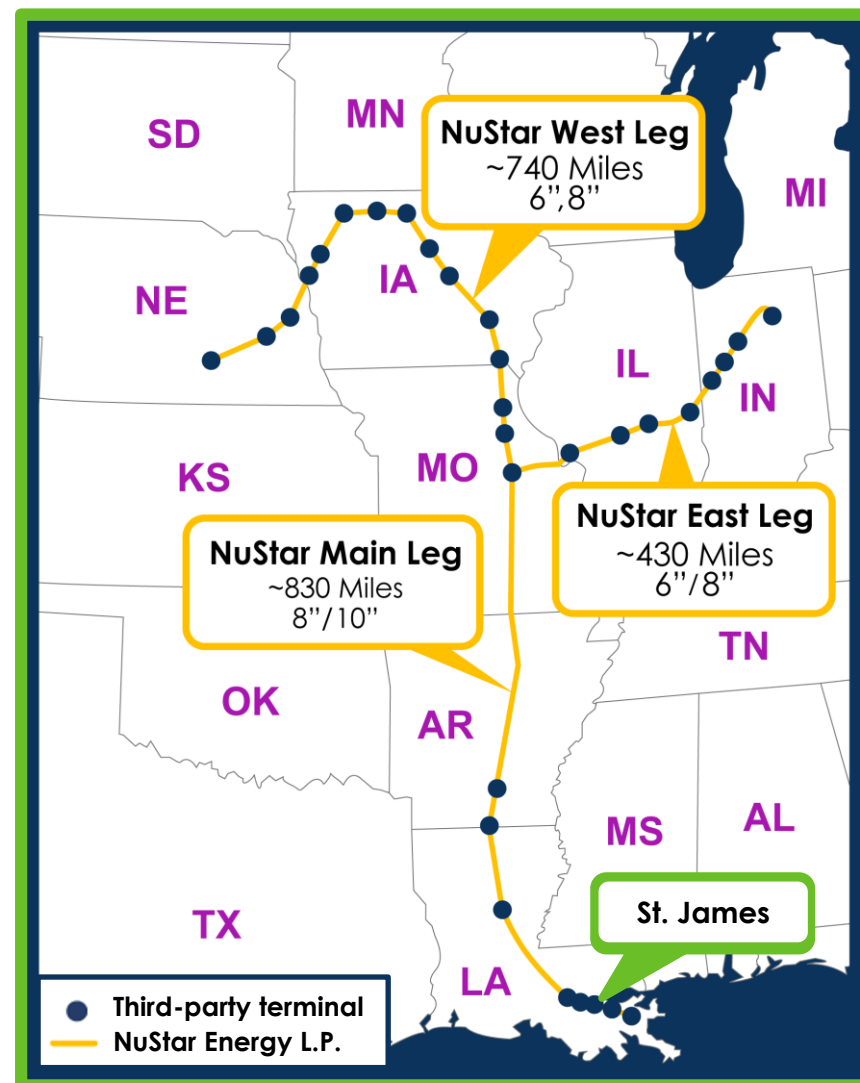 SD
MN
NuStar West Leg
~740 Miles
6”,8”
MI
NE
IA
IL
IN
KS
MO
NuStar Main Leg
~830 Miles
8”/10”
NuStar East Leg
~430 Miles
6”/8”
TN
OK
AR
MS
AL
TX
LA
St. James
Third-party terminal
NuStar Energy L.P.